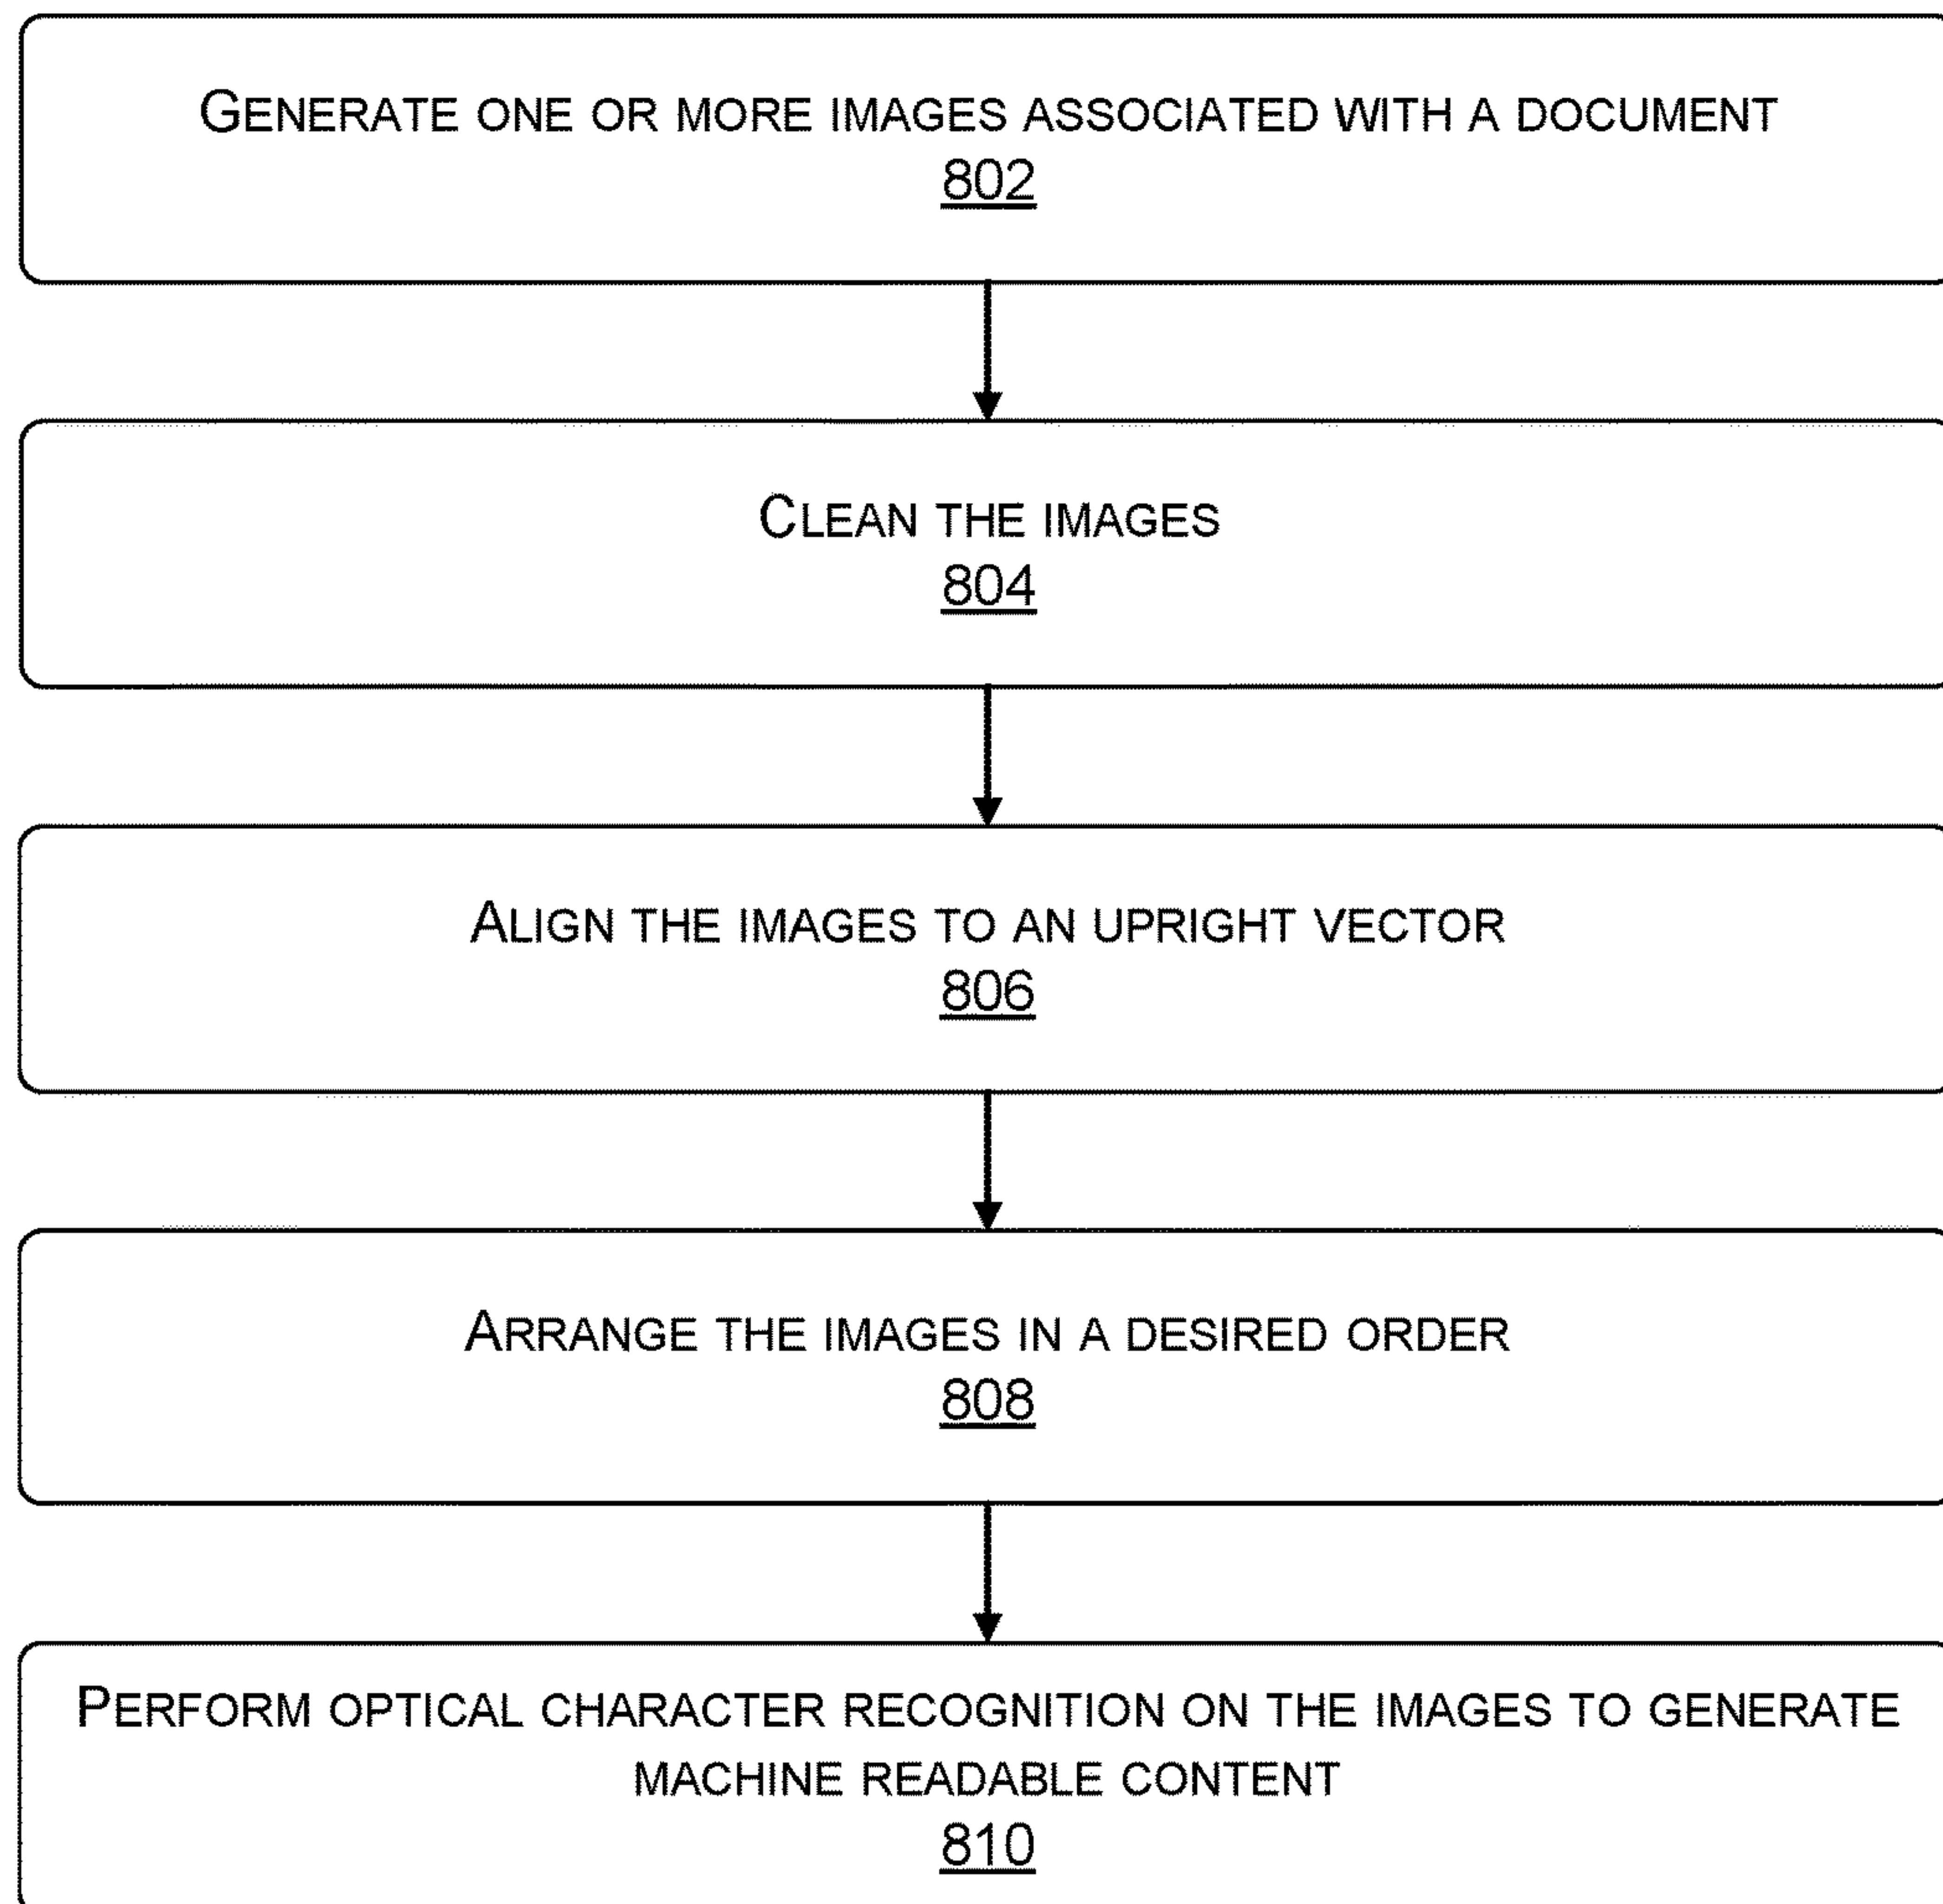 GENERATE ONE OR MORE IMAGES ASSOCIATED WITH A DOCUMENT
802
CLEAN THE IMAGES
804
ALIGN THE IMAGES TO AN UPRIGHT VECTOR
806
ARRANGE THE IMAGES IN A DESIRED ORDER
808
PERFORM OPTICAL CHARACTER RECOGNITION ON THE IMAGES TO GENERATE
MACHINE READABLE CONTENT
810